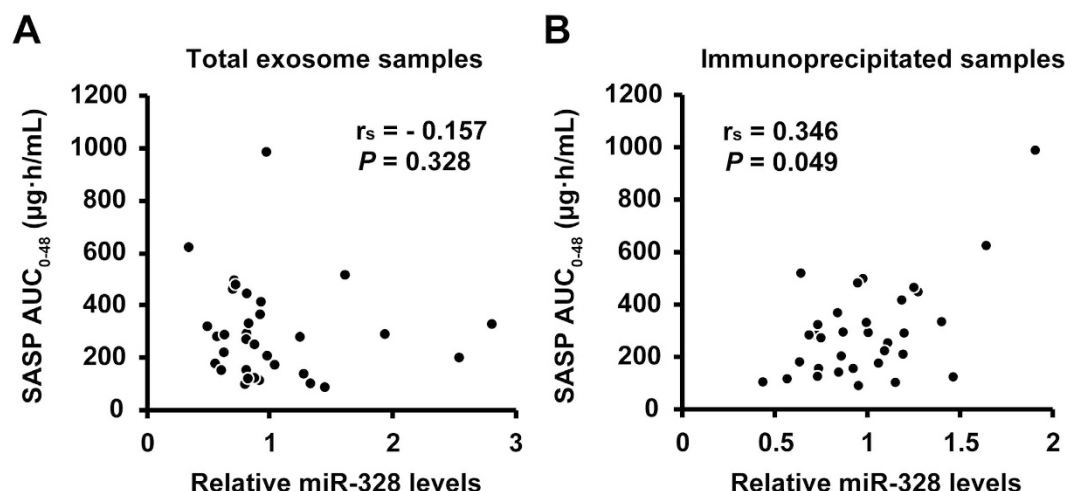 A
Total exosome samples
SASP AUC0-48 (µg·h/mL)
1200
1000
800
600
400
200
0
rs = - 0.157
P = 0.328
0
1
2
3
Relative miR-328 levels
B
Immunoprecipitated samples
SASP AUC0-48 (µg·h/mL)
1200
1000
800
600
400
200
0
rs = 0.346
P = 0.049
0
0.5
1
1.5
2
Relative miR-328 levels